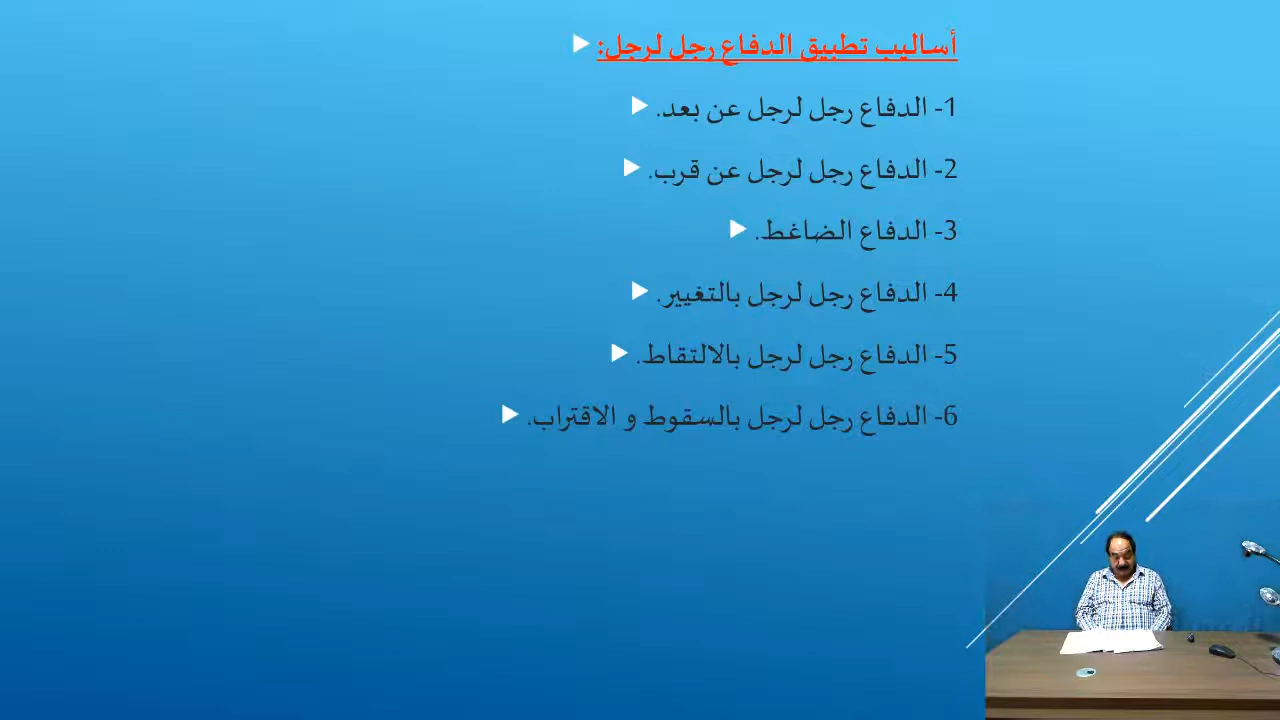 أساليب تطبيق الدفاع رجل لرجل:
1- الدفاع رجل لرجل عن بعد.
2- الدفاع رجل لرجل عن قرب.
3- الدفاع الضاغط.
4- الدفاع رجل لرجل بالتغيير.
5- الدفاع رجل لرجل بالالتقاط.
6- الدفاع رجل لرجل بالسقوط و الاقتراب.